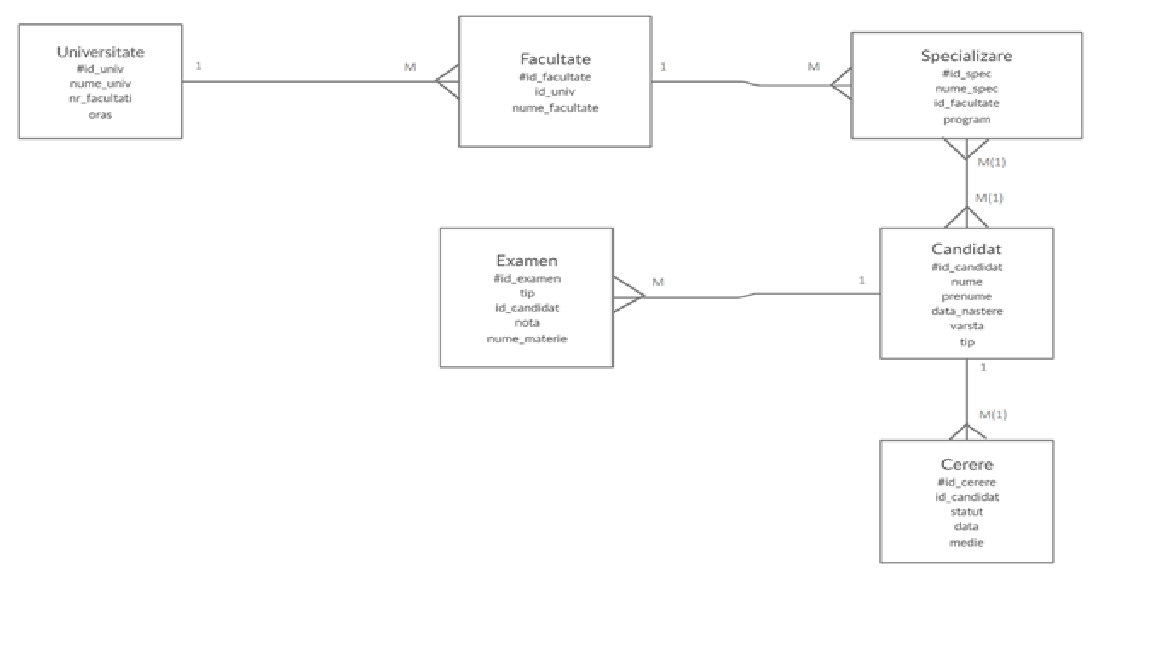 Universitate
#id_univ
nume_univ
nr_facultati
oras
1
M
Facultate
#id_facultate
id_univ
nume_facultate
1
M
Specializare
#id_spec
nume_spec
id_facultate
program
M(1)
M(1)
Examen
#id_examen
tip
id_candidat
nota
nume_materie
M
1
Candidat
#id_candidat
nume
prenume
data_nastere
varsta
tip
1
M(1)
Cerere
#id_cerere
id_candidat
statut
data
medie